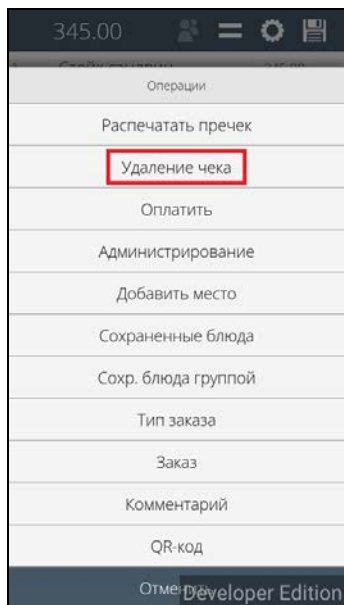 345.00
Операции
Распечатать пречек
Удаление чека
Оплатить
Администрирование
Добавить место
Сохраненные блюда
Сохр. блюда группой
Тип заказа
Заказ
Комментарий
QR-код
Developer Edition